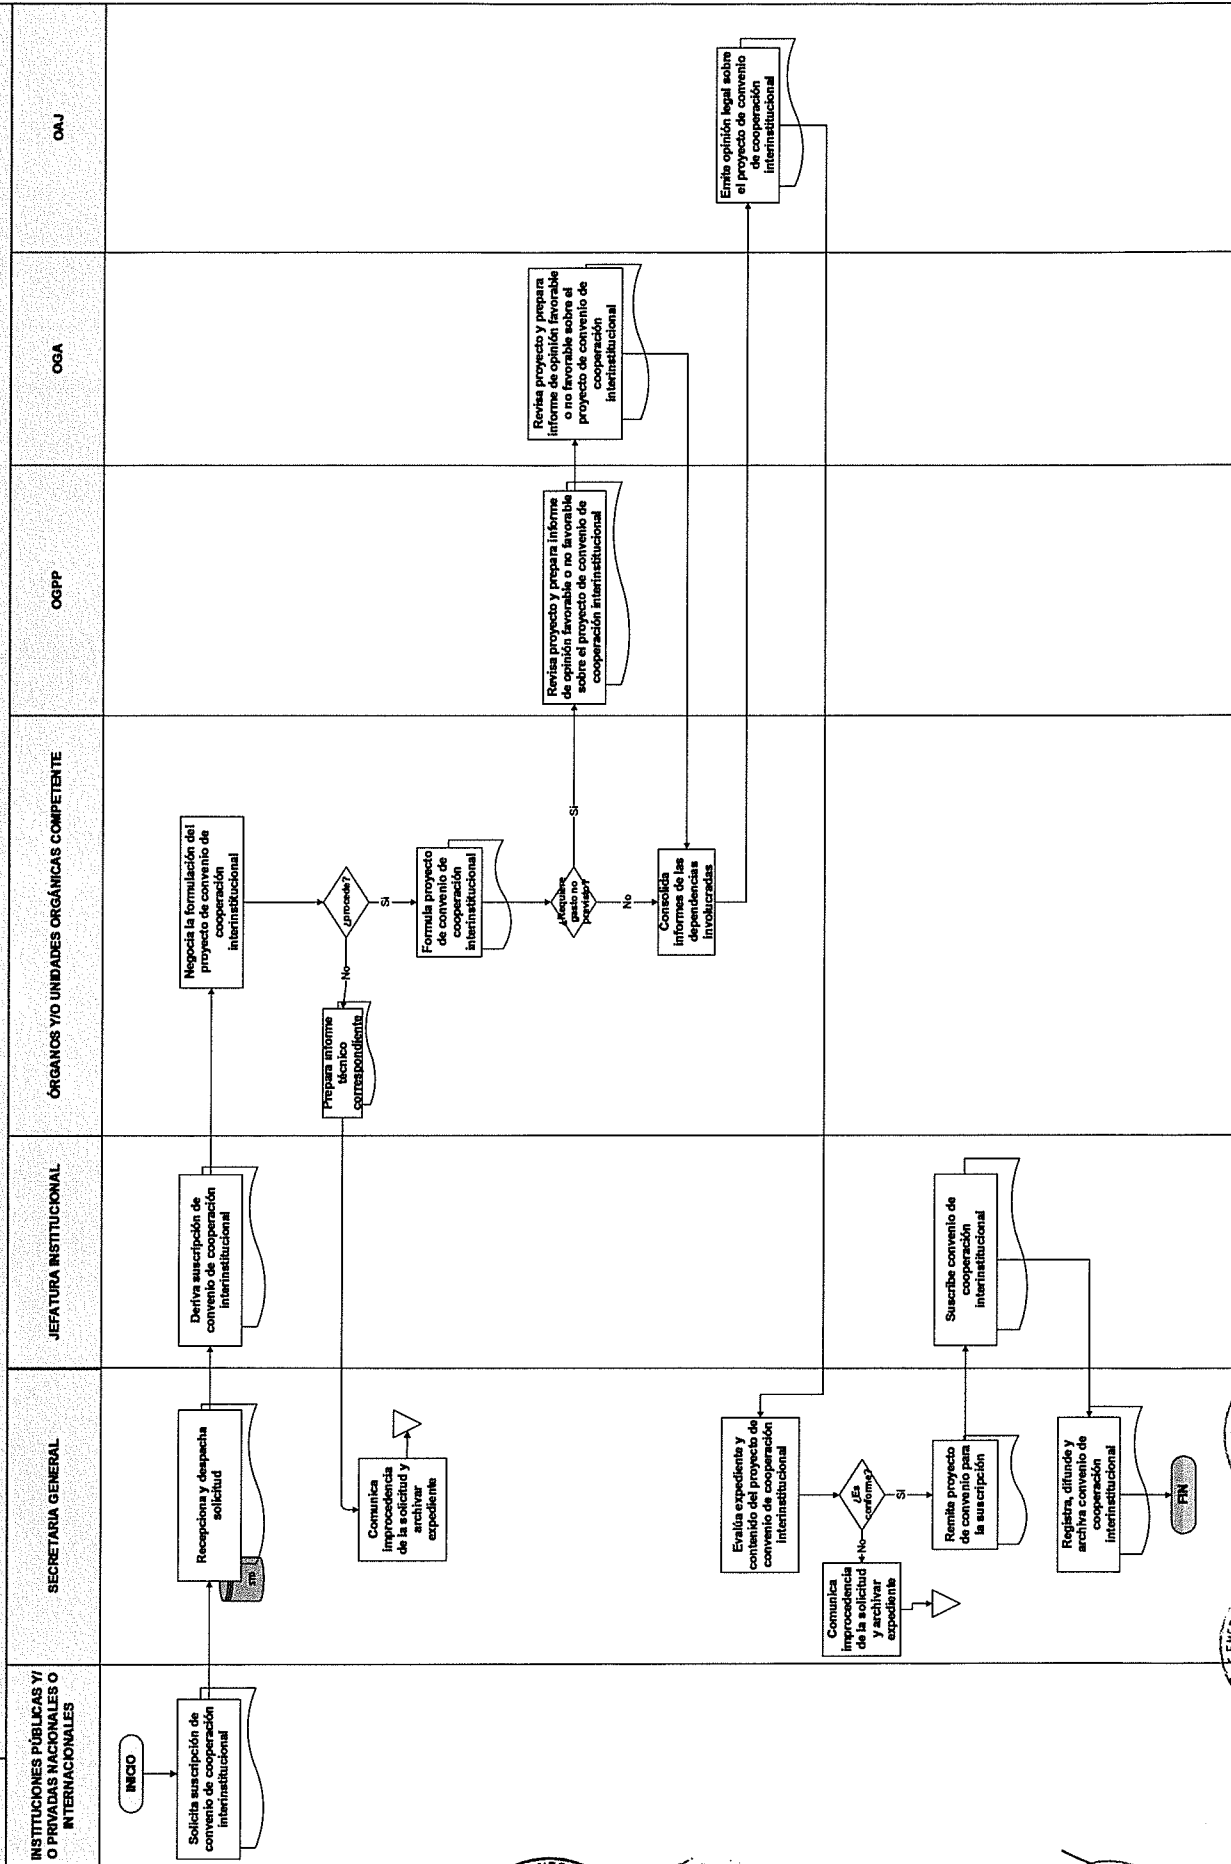 INSTITUCIONES PÚBLICAS Y/
O PRIVADAS NACIONALES O
INTERNACIONALES
SECRETARIA GENERAL
JEFATURA INSTITUCIONAL
ÓRGANOS Y/O UNIDADES ORGÁNICAS COMPETENTE
OGPP
OGA
OAJ
INICIO
Solicita suscripción de
convenio de cooperación
interinstitucional
Recepciona y despacha
solicitud
STD
Deriva suscripción de
convenio de cooperación
interinstitucional
Negocia la formulación del
proyecto de convenio de
cooperación
interinstitucional
¿procede?
No
Si
Prepara informe
técnico
correspondiente
Comunica
improcedencia
de la solicitud y
archivar
expediente
Formula proyecto
de convenio de
cooperación
interinstitucional
¿Requiere
gasto no
previsto?
Si
No
Revisa proyecto y prepara informe
de opinión favorable o no favorable
sobre el proyecto de convenio de
cooperación interinstitucional
Revisa proyecto y prepara
informe de opinión favorable
o no favorable sobre el
proyecto de convenio de
cooperación
interinstitucional
Consolida
informes de las
dependencias
involucradas
Emite opinión legal sobre
el proyecto de convenio
de cooperación
interinstitucional
Evalúa expediente y
contenido del proyecto de
convenio de cooperación
interinstitucional
¿Es
conforme?
No
Si
Comunica
improcedencia
de la solicitud
y archivar
expediente
Remite proyecto
de convenio para
la suscripción
Suscribe convenio de
cooperación
interinstitucional
Registra, difunde y
archiva convenio de
cooperación
interinstitucional
FIN